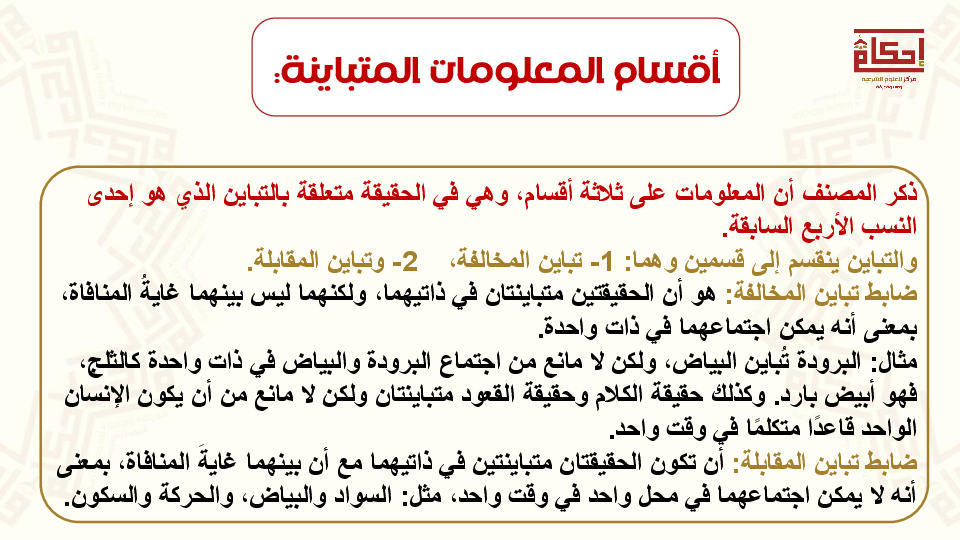 إحكام
مركز للعلوم الشرعية
أقسام المعلومات المتباينة:
ذكر المصنف أن المعلومات على ثلاثة أقسام، وهي في الحقيقة متعلقة بالتباين الذي هو إحدى
النسب الأربع السابقة.
والتباين ينقسم إلى قسمين وهما: 1- تباين المخالفة، 2- وتباين المقابلة.
ضابط تباين المخالفة: هو أن الحقيقتين متباينتان في ذاتيهما، ولكنهما ليس بينهما غايةُ المنافاة،
بمعنى أنه يمكن اجتماعهما في ذات واحدة.
مثال: البرودة تُباين البياض، ولكن لا مانع من اجتماع البرودة والبياض في ذات واحدة كالثلج،
فهو أبيض بارد. وكذلك حقيقة الكلام وحقيقة القعود متباينتان ولكن لا مانع من أن يكون الإنسان
الواحد قاعدًا متكلمًا في وقت واحد.
ضابط تباين المقابلة: أن تكون الحقيقتان متباينتين في ذاتيهما مع أن بينهما غايةَ المنافاة، بمعنى
أنه لا يمكن اجتماعهما في محل واحد في وقت واحد، مثل: السواد والبياض، والحركة والسكون.